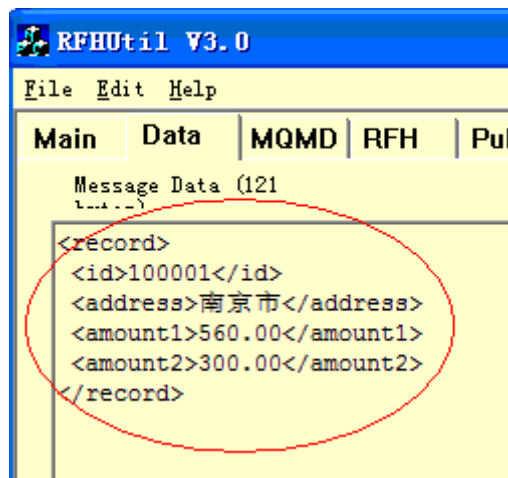 RFHUtil V3.0
File Edit Help
Main Data MQMD RFH
Message Data (121
<record>
<id>100001</id>
<address>南京市</address>
<amount1>560.00</amount1>
<amount2>300.00</amount2>
</record>